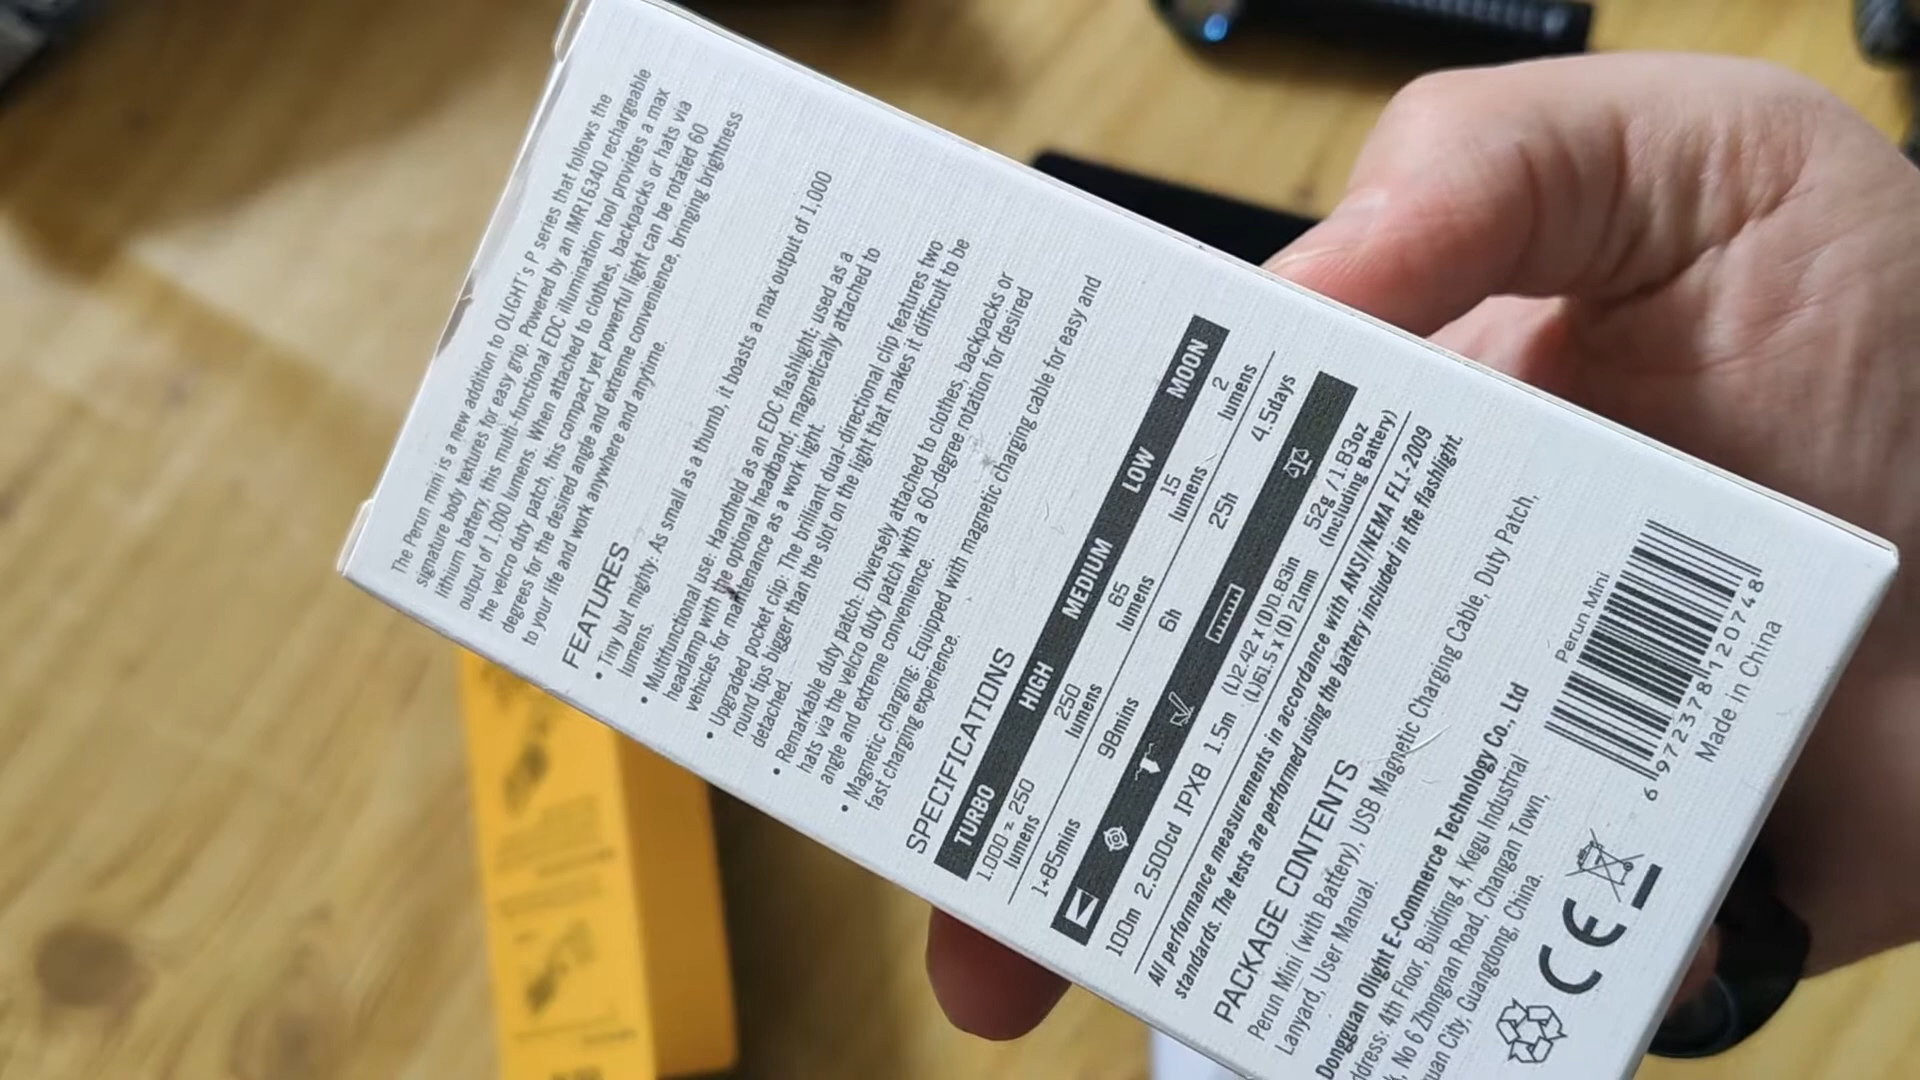 The Perun mini is a new addition to OLIGHT's P series that follows the
signature body textures for easy grip. Powered by an IMR16340 rechargeable
lithium battery, this multi-functional EDC illumination tool provides a max
output of 1,000 lumens. When attached to clothes, backpacks or hats via
the velcro duty patch, this compact yet powerful light can be rotated 60
degrees for the desired angle and extreme convenience, bringing brightness
to your life and work anywhere and anytime.
FEATURES
• Tiny but mighty: As small as a thumb, it boasts a max output of 1,000
lumens.
• Multifunctional use: Handheld as an EDC flashlight; used as a
headlamp with the optional headband; magnetically attached to
vehicles for maintenance as a work light.
• Upgraded pocket clip: The brilliant dual-directional clip features two
round tips bigger than the slot on the light that makes it difficult to be
detached.
• Remarkable duty patch: Diversely attached to clothes, backpacks or
hats via the velcro duty patch with a 60-degree rotation for desired
angle and extreme convenience.
• Magnetic charging: Equipped with magnetic charging cable for easy and
fast charging experience.
SPECIFICATIONS
TURBO HIGH MEDIUM LOW MOON
1,000 ≥ 250 lumens 250 lumens 65 lumens 15 lumens 2 lumens
1+85mins 98mins 6h 25h 4.5days
100m 2,500cd IPX8 1.5m (L)2.42 x (D)0.83in 52g / 1.83oz
(L)61.5 x (D) 21mm (Including Battery)
All performance measurements in accordance with ANSI/NEMA FL1-2009
standards. The tests are performed using the battery included in the flashlight.
PACKAGE CONTENTS
Perun Mini (with Battery), USB Magnetic Charging Cable, Duty Patch,
Lanyard, User Manual.
Dongguan Olight E-Commerce Technology Co., Ltd
ddress: 4th Floor, Building 4, Kegu Industrial
No 6 Zhongnan Road, Changan Town,
uan City, Guangdong, China.
CE
Perun Mini
6 972378 120748
Made in China